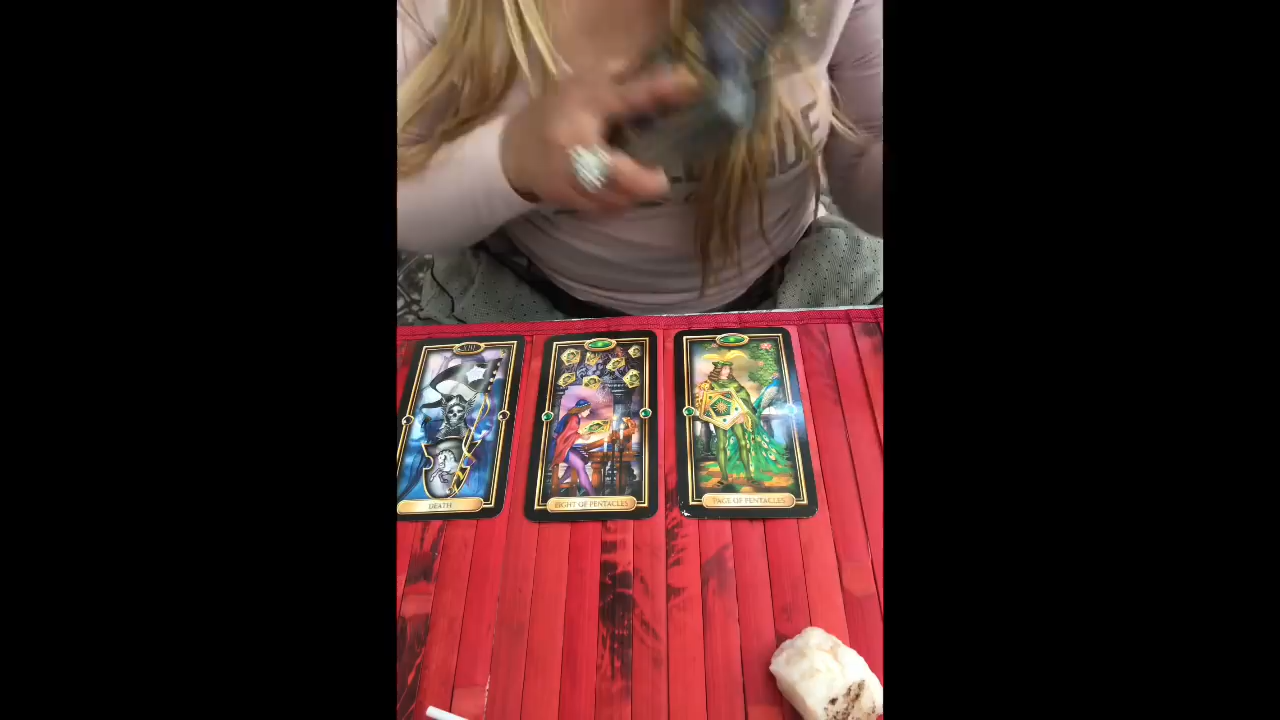 XIII
DEATH
EIGHT OF PENTACLES
PAGE OF PENTACLES